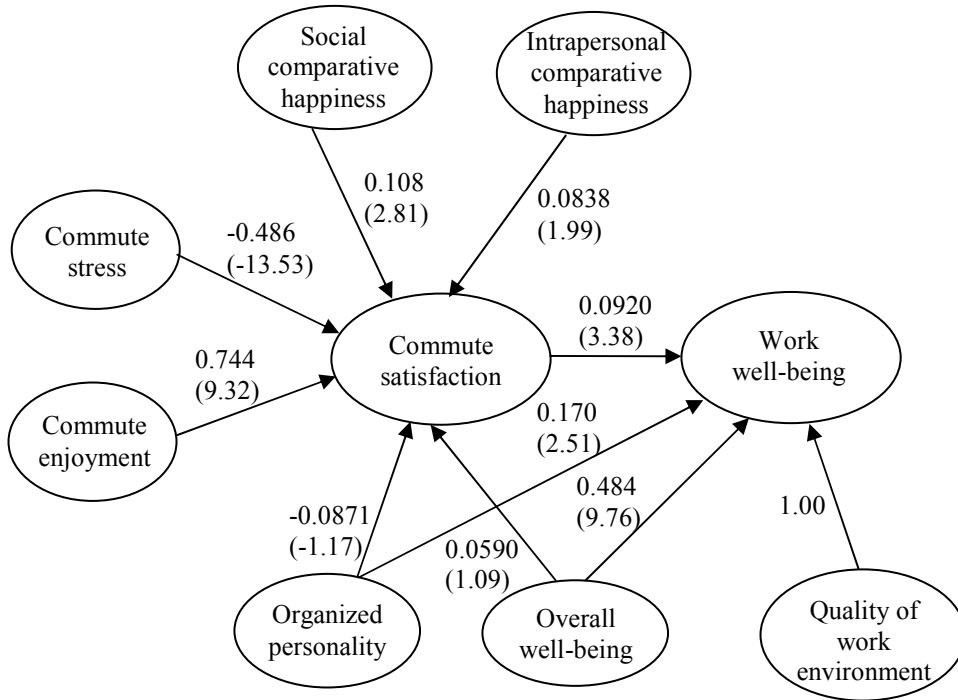 Social
comparative
happiness
Intrapersonal
comparative
happiness
0.108
(2.81)
0.0838
(1.99)
Commute
stress
-0.486
(-13.53)
Commute
satisfaction
0.0920
(3.38)
Work
well-being
0.744
(9.32)
Commute
enjoyment
0.170
(2.51)
0.484
(9.76)
1.00
-0.0871
(-1.17)
0.0590
(1.09)
Organized
personality
Overall
well-being
Quality of
work
environment